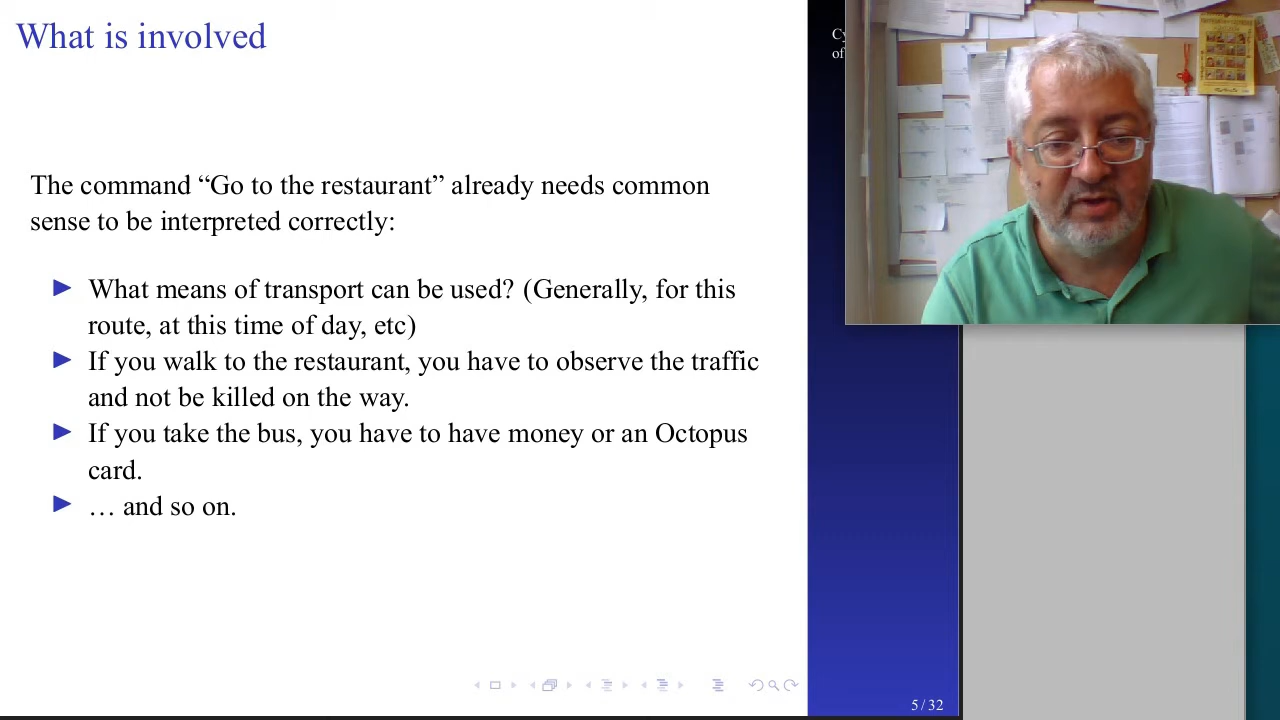 What is involved
The command “Go to the restaurant” already needs common
sense to be interpreted correctly:
What means of transport can be used? (Generally, for this
route, at this time of day, etc)
If you walk to the restaurant, you have to observe the traffic
and not be killed on the way.
If you take the bus, you have to have money or an Octopus
card.
… and so on.
of
5 / 32